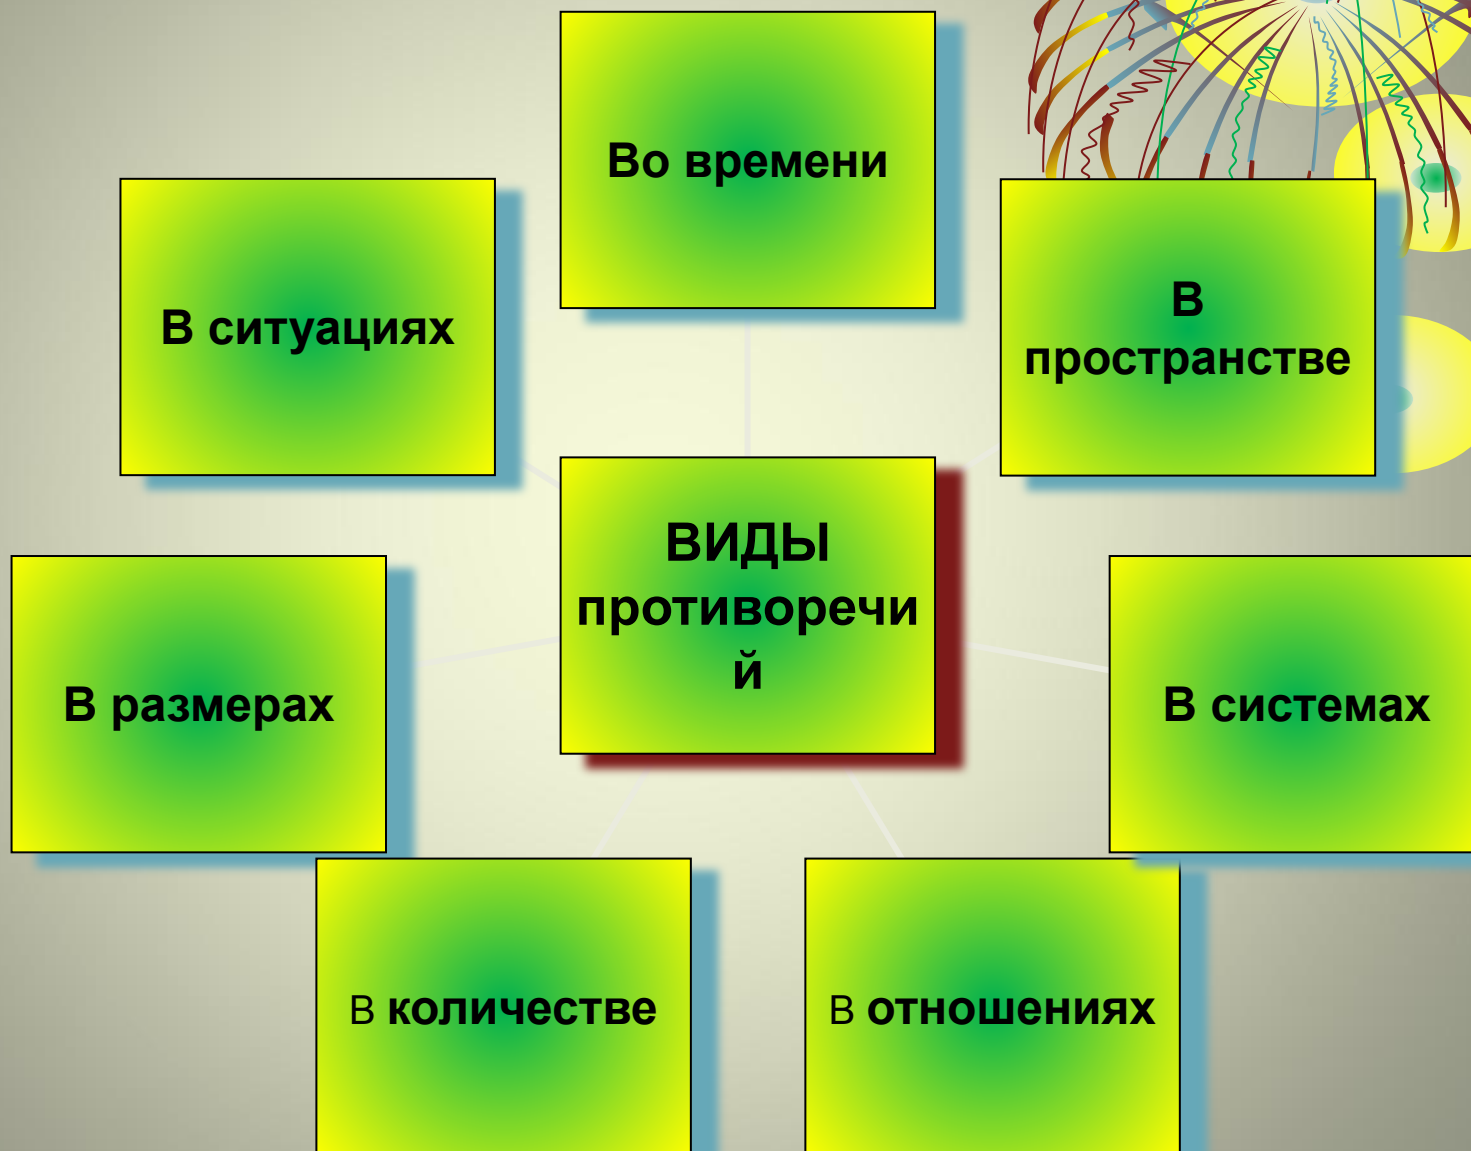 Во времени
В ситуациях
В
пространстве
ВИДЫ
противоречи
й
В размерах
В системах
В количестве
В отношениях